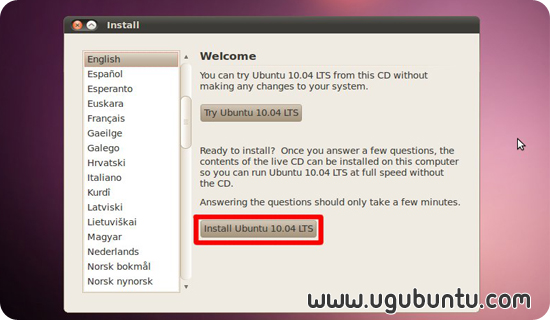 Install
English
Español
Esperanto
Euskara
Français
Gaeilge
Galego
Hrvatski
Italiano
Kurdî
Latviski
Lietuviškai
Magyar
Nederlands
Norsk bokmål
Norsk nynorsk
Welcome
You can try Ubuntu 10.04 LTS from this CD without
making any changes to your system.
Try Ubuntu 10.04 LTS
Ready to install?  Once you answer a few questions, the
contents of the live CD can be installed on this computer
so you can run Ubuntu 10.04 LTS at full speed without
the CD.
Answering the questions should only take a few minutes.
Install Ubuntu 10.04 LTS
www.ugubuntu.com